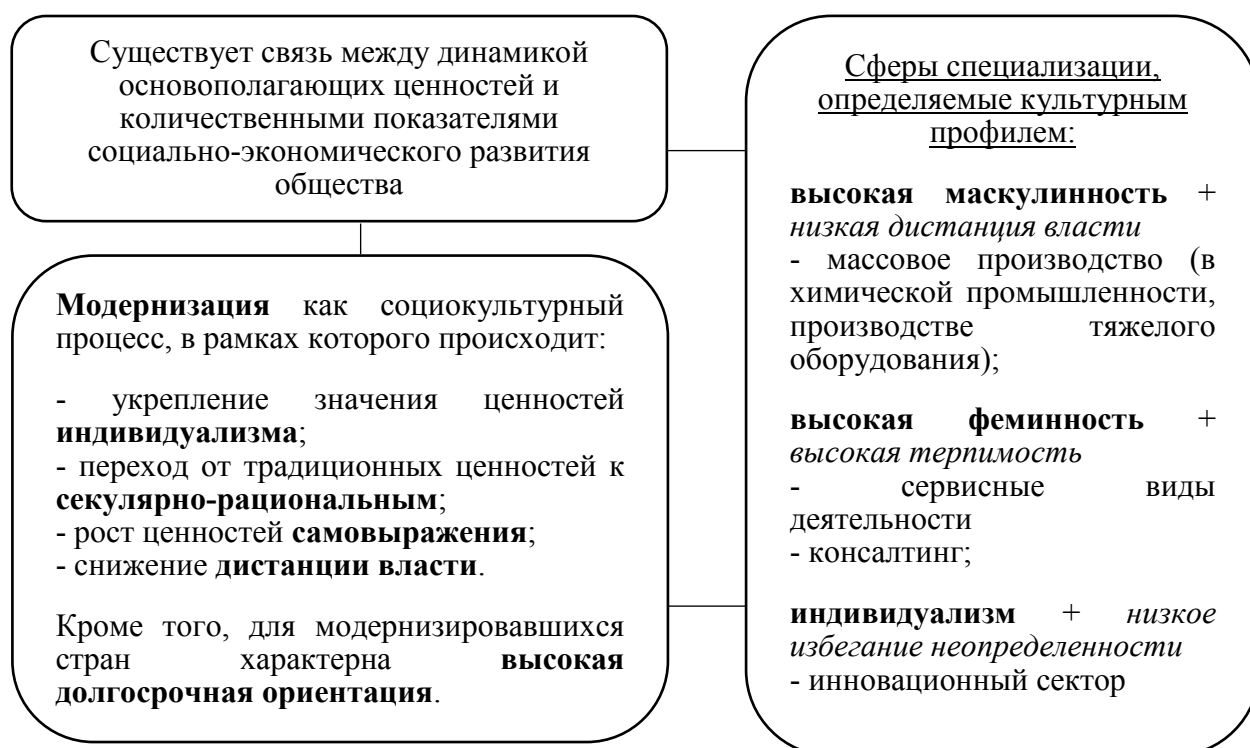 Существует связь между динамикой
основополагающих ценностей и
количественными показателями
социально-экономического развития
общества
Модернизация как социокультурный
процесс, в рамках которого происходит:
- укрепление значения ценностей
индивидуализма;
- переход от традиционных ценностей к
секулярно-рациональным;
- рост ценностей самовыражения;
- снижение дистанции власти.
Кроме того, для модернизировавшихся
стран характерна высокая
долгосрочная ориентация.
Сферы специализации,
определяемые культурным
профилем:
высокая маскулинность +
низкая дистанция власти
- массовое производство (в
химической промышленности,
производстве тяжелого
оборудования);
высокая феминность +
высокая терпимость
- сервисные виды
деятельности
- консалтинг;
индивидуализм + низкое
избегание неопределенности
- инновационный сектор